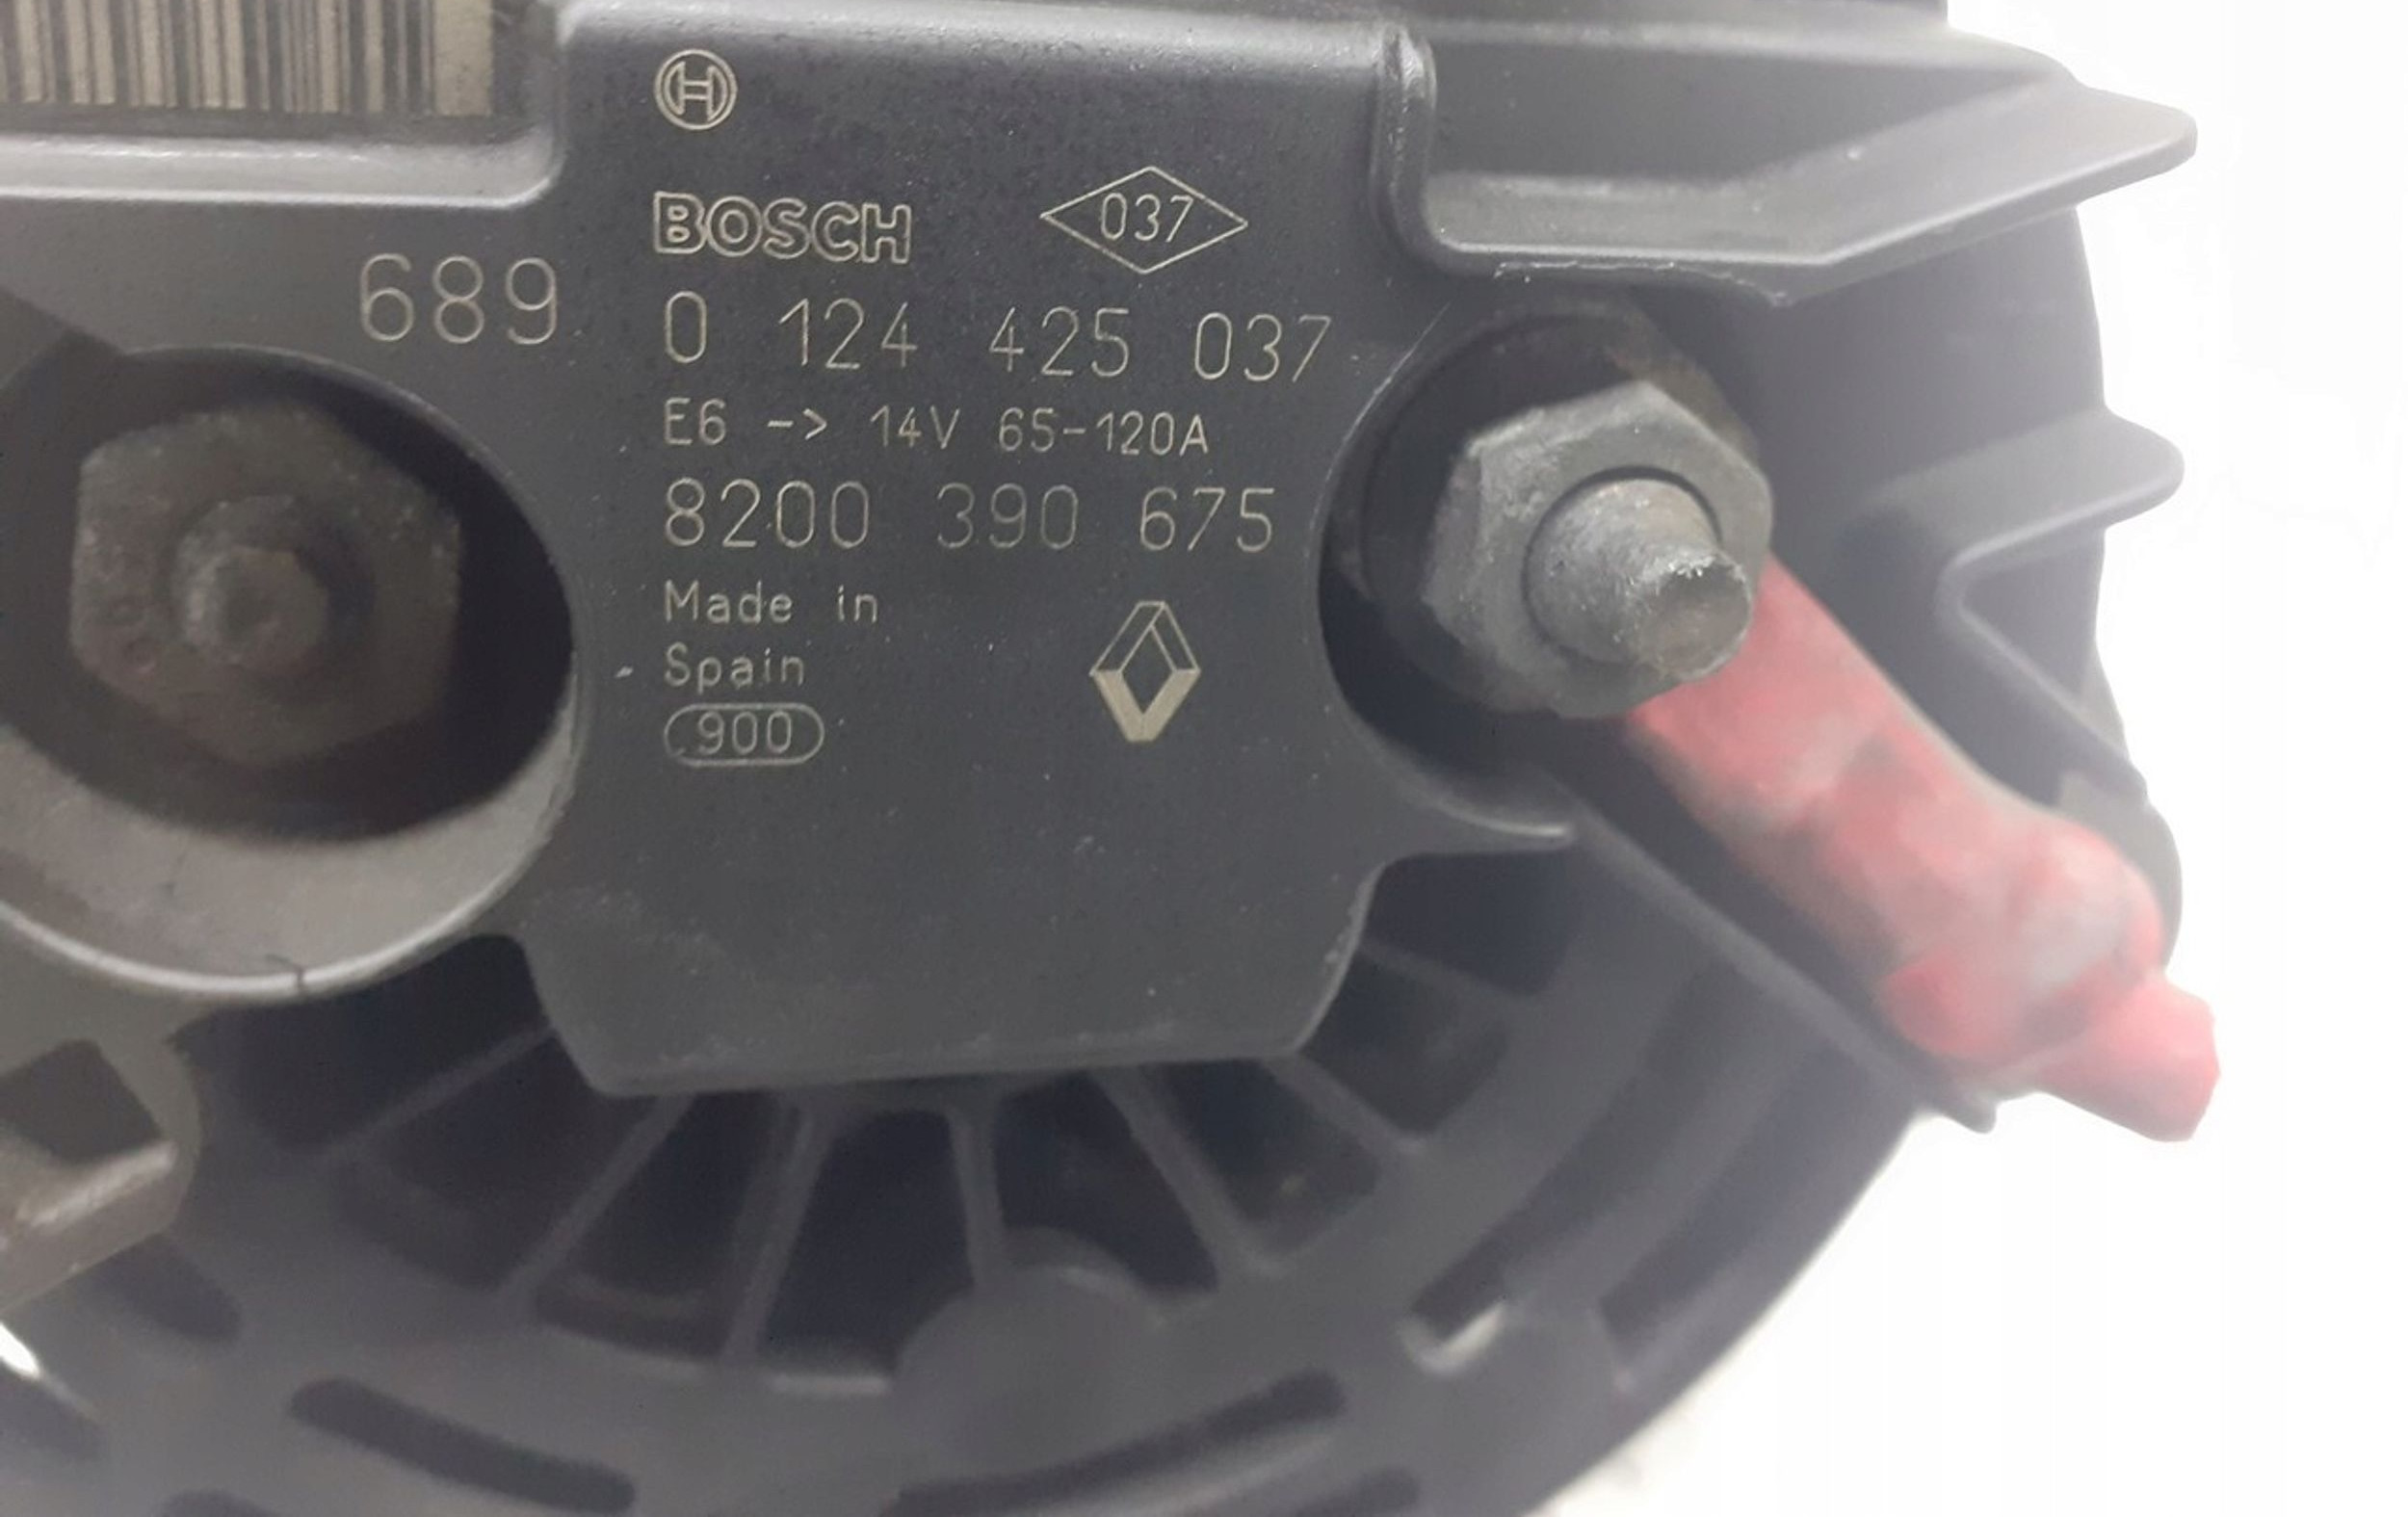 BOSCH
037
689
0 124 425 037
E6 -> 14V 65-120A
8200 390 675
Made in
Spain
900